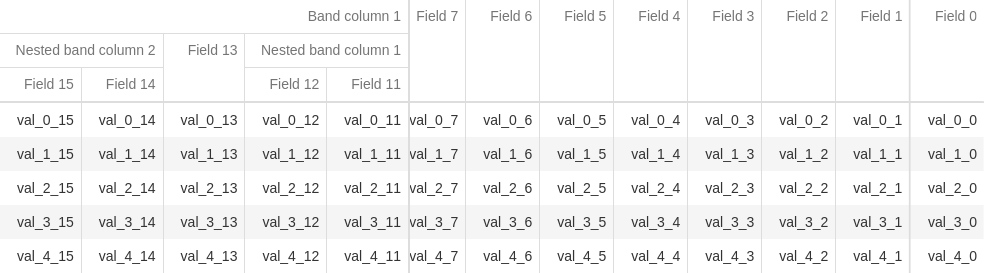 Band column 1 Field 7 Field 6 Field 5 Field 4 Field 3 Field 2 Field 1 Field 0
Nested band column 2 Field 13 Nested band column 1
Field 15 Field 14 Field 12 Field 11
val_0_15 val_0_14 val_0_13 val_0_12 val_0_11 val_0_7 val_0_6 val_0_5 val_0_4 val_0_3 val_0_2 val_0_1 val_0_0
val_1_15 val_1_14 val_1_13 val_1_12 val_1_11 val_1_7 val_1_6 val_1_5 val_1_4 val_1_3 val_1_2 val_1_1 val_1_0
val_2_15 val_2_14 val_2_13 val_2_12 val_2_11 val_2_7 val_2_6 val_2_5 val_2_4 val_2_3 val_2_2 val_2_1 val_2_0
val_3_15 val_3_14 val_3_13 val_3_12 val_3_11 val_3_7 val_3_6 val_3_5 val_3_4 val_3_3 val_3_2 val_3_1 val_3_0
val_4_15 val_4_14 val_4_13 val_4_12 val_4_11 val_4_7 val_4_6 val_4_5 val_4_4 val_4_3 val_4_2 val_4_1 val_4_0